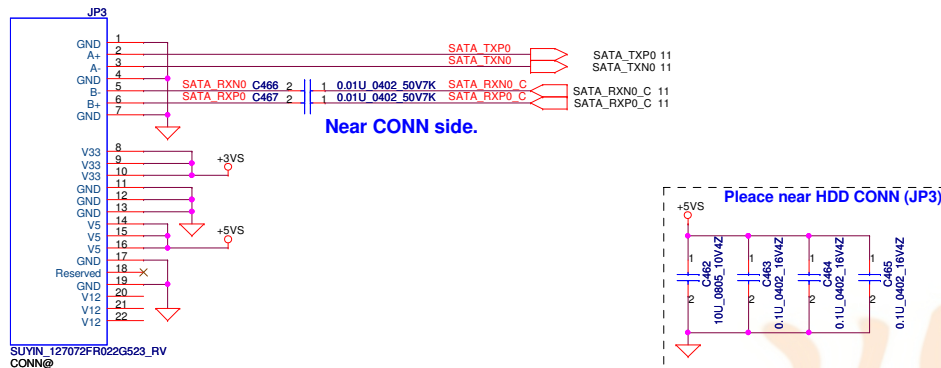 JP3
GND 1
A+ 2 SATA_TXP0 SATA_TXP0 11
A- 3 SATA_TXN0 SATA_TXN0 11
GND 4
B- 5 SATA_RXN0 C466 2 1 0.01U_0402_50V7K SATA_RXN0_C SATA_RXN0_C 11
B+ 6 SATA_RXP0 C467 2 1 0.01U_0402_50V7K SATA_RXP0_C SATA_RXP0_C 11
GND 7
Near CONN side.
V33 8
V33 9
V33 10 +3VS
GND 11
GND 12
GND 13
V5 14
V5 15
V5 16 +5VS
GND 17
Reserved 18
GND 19
V12 20
V12 21
V12 22
SUYIN_127072FR022G523_RV
CONN@
Pleace near HDD CONN (JP3)
+5VS
1 2 C462 10U_0805_10V4Z
1 2 C463 0.1U_0402_16V4Z
1 2 C464 0.1U_0402_16V4Z
1 2 C465 0.1U_0402_16V4Z